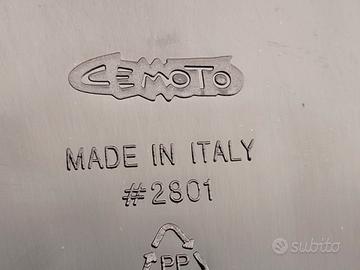 CEMOTO
MADE IN ITALY
#2801
PP
subito